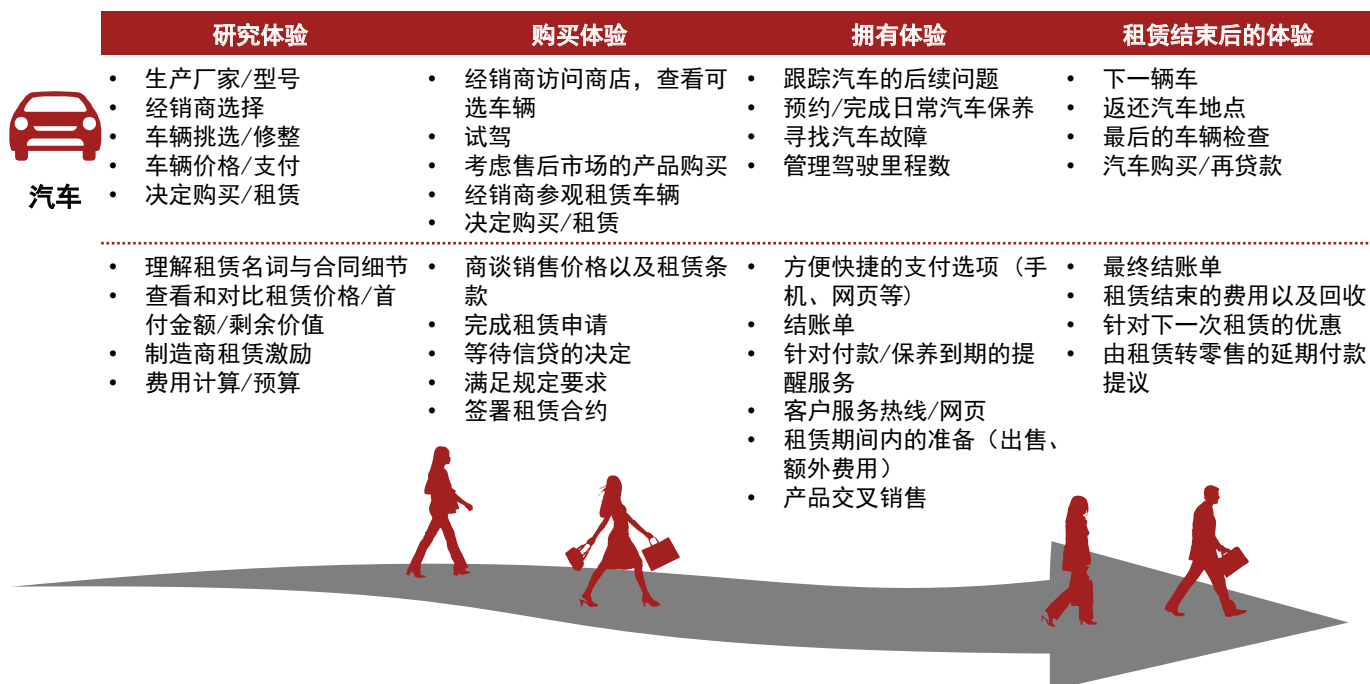 研究体验
购买体验
拥有体验
租赁结束后的体验
汽车
• 生产厂家/型号
• 经销商选择
• 车辆挑选/修整
• 车辆价格/支付
• 决定购买/租赁
• 经销商访问商店，查看可
选车辆
• 试驾
• 考虑售后市场的产品购买
• 经销商参观租赁车辆
• 决定购买/租赁
• 跟踪汽车的后续问题
• 预约/完成日常汽车保养
• 寻找汽车故障
• 管理驾驶里程数
• 下一辆车
• 返还汽车地点
• 最后的车辆检查
• 汽车购买/再贷款
• 理解租赁名词与合同细节
• 查看和对比租赁价格/首
付金额/剩余价值
• 制造商租赁激励
• 费用计算/预算
• 商谈销售价格以及租赁条
款
• 完成租赁申请
• 等待信贷的决定
• 满足规定要求
• 签署租赁合约
• 方便快捷的支付选项（手
机、网页等）
• 结账单
• 针对付款/保养到期的提
醒服务
• 客户服务热线/网页
• 租赁期间内的准备（出售、
额外费用）
• 产品交叉销售
• 最终结账单
• 租赁结束的费用以及回收
• 针对下一次租赁的优惠
• 由租赁转零售的延期付款
提议